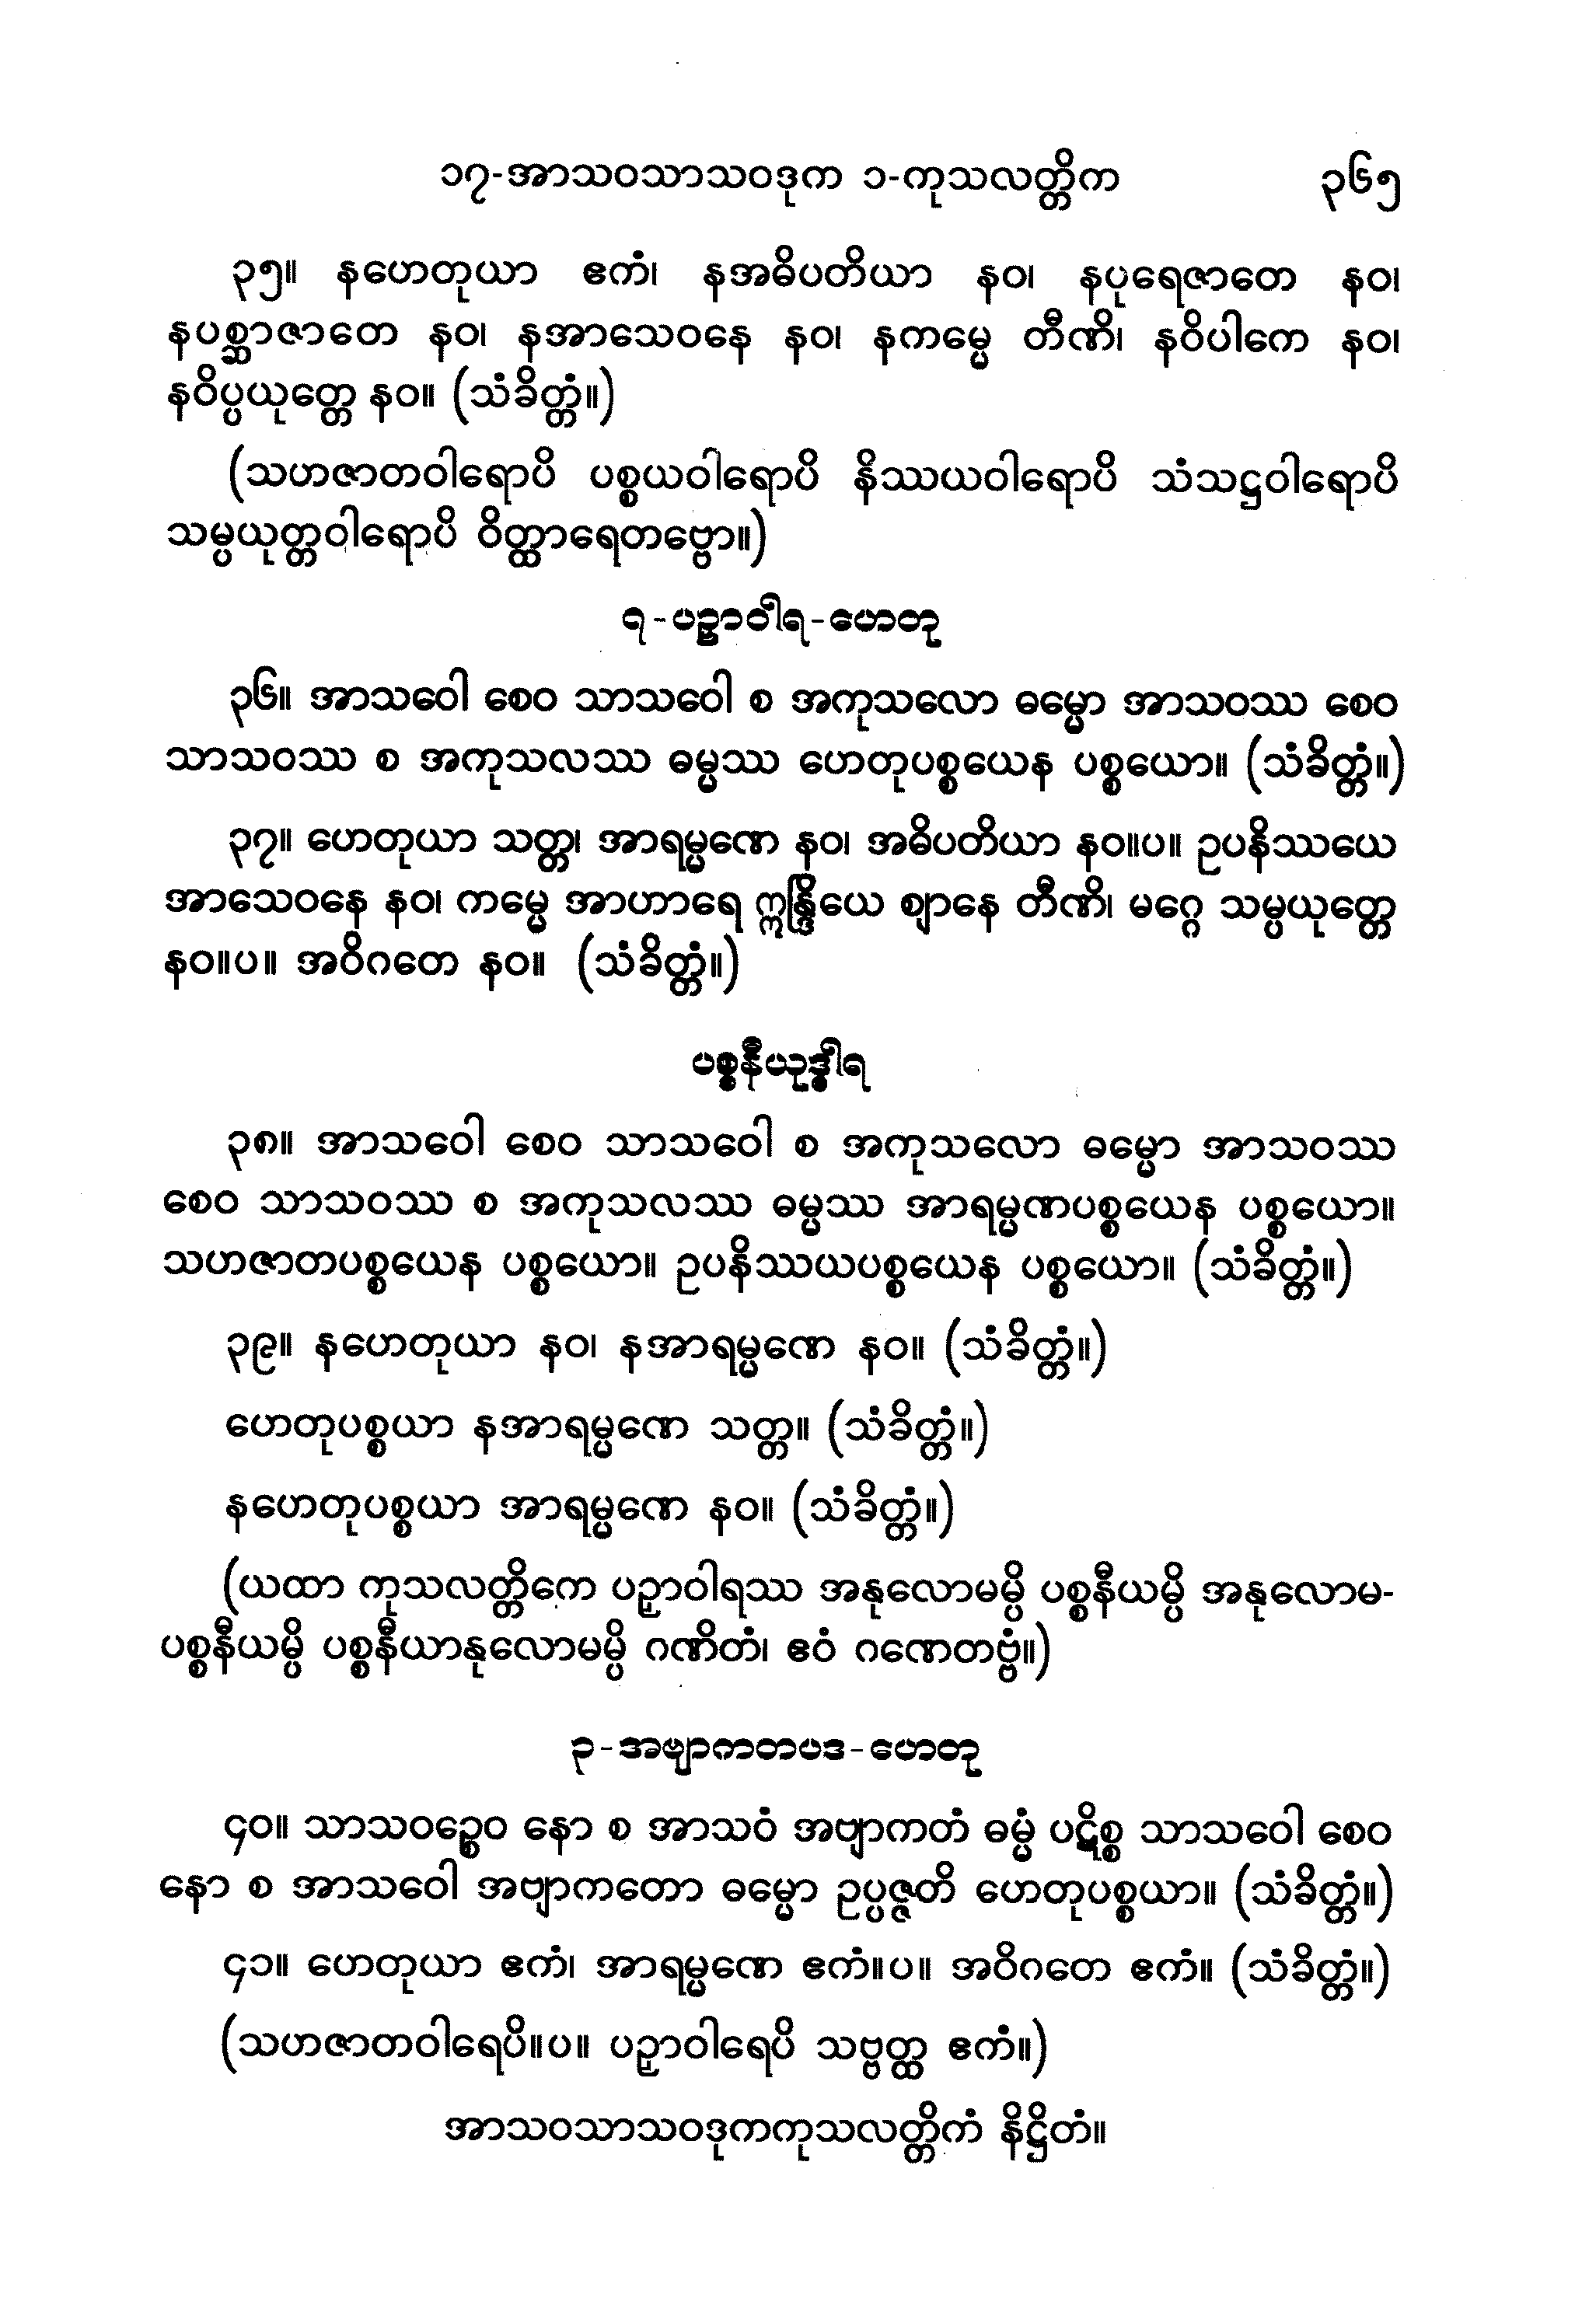 ၁၇-အာသဝသာသဝဒုက ၁-ကုသလတ္တိက ၃၆၅
၃၅။ နဟေတုယာ ဧကံ၊ နအဓိပတိယာ နဝ၊ နပုရေဇာတေ နဝ၊
နပစ္ဆာဇာတေ နဝ၊ နအာသေဝနေ နဝ၊ နကမ္မေ တီဏိ၊ နဝိပါကေ နဝ၊
နဝိပ္ပယုတ္တေ နဝ။ (သံခိတ္တံ။)
(သဟဇာတဝါရောပိ ပစ္စယဝါရောပိ နိဿယဝါရောပိ သံသဋ္ဌဝါရောပိ
သမ္ပယုတ္တဝါရောပိ ဝိတ္ထာရေတဗ္ဗော။)
ရ-ပဉှာဝါရ-ဟေတု
၃၆။ အာသဝေါ စေဝ သာသဝေါ စ အကုသလော ဓမ္မော အာသဝဿ စေဝ
သာသဝဿ စ အကုသလဿ ဓမ္မဿ ဟေတုပစ္စယေန ပစ္စယော။ (သံခိတ္တံ။)
၃၇။ ဟေတုယာ သတ္တ၊ အာရမ္မဏေ နဝ၊ အဓိပတိယာ နဝ။ပ။ ဥပနိဿယေ
အာသေဝနေ နဝ၊ ကမ္မေ အာဟာရေ ဣန္ဒြိယေ ဈာနေ တီဏိ၊ မဂ္ဂေ သမ္ပယုတ္တေ
နဝ။ပ။ အဝိဂတေ နဝ။ (သံခိတ္တံ။)
ပစ္စနီယုဒ္ဓါရ
၃၈။ အာသဝေါ စေဝ သာသဝေါ စ အကုသလော ဓမ္မော အာသဝဿ
စေဝ သာသဝဿ စ အကုသလဿ ဓမ္မဿ အာရမ္မဏပစ္စယေန ပစ္စယော။
သဟဇာတပစ္စယေန ပစ္စယော။ ဥပနိဿယပစ္စယေန ပစ္စယော။ (သံခိတ္တံ။)
၃၉။ နဟေတုယာ နဝ၊ နအာရမ္မဏေ နဝ။ (သံခိတ္တံ။)
ဟေတုပစ္စယာ နအာရမ္မဏေ သတ္တ။ (သံခိတ္တံ။)
နဟေတုပစ္စယာ အာရမ္မဏေ နဝ။ (သံခိတ္တံ။)
(ယထာ ကုသလတ္တိကေ ပဉှာဝါရဿ အနုလောမမ္ပိ ပစ္စနီယမ္ပိ အနုလောမ-
ပစ္စနီယမ္ပိ ပစ္စနီယာနုလောမမ္ပိ ဂဏိတံ၊ ဧဝံ ဂဏေတဗ္ဗံ။)
၃-အဗျာကတပဒ-ဟေတု
၄၀။ သာသဝဉ္စေဝ နော စ အာသဝံ အဗျာကတံ ဓမ္မံ ပဋိစ္စ သာသဝေါ စေဝ
နော စ အာသဝေါ အဗျာကတော ဓမ္မော ဥပ္ပဇ္ဇတိ ဟေတုပစ္စယာ။ (သံခိတ္တံ။)
၄၁။ ဟေတုယာ ဧကံ၊ အာရမ္မဏေ ဧကံ။ပ။ အဝိဂတေ ဧကံ။ (သံခိတ္တံ။)
(သဟဇာတဝါရေပိ။ပ။ ပဉှာဝါရေပိ သဗ္ဗတ္ထ ဧကံ။)
အာသဝသာသဝဒုကကုသလတ္တိကံ နိဋ္ဌိတံ။